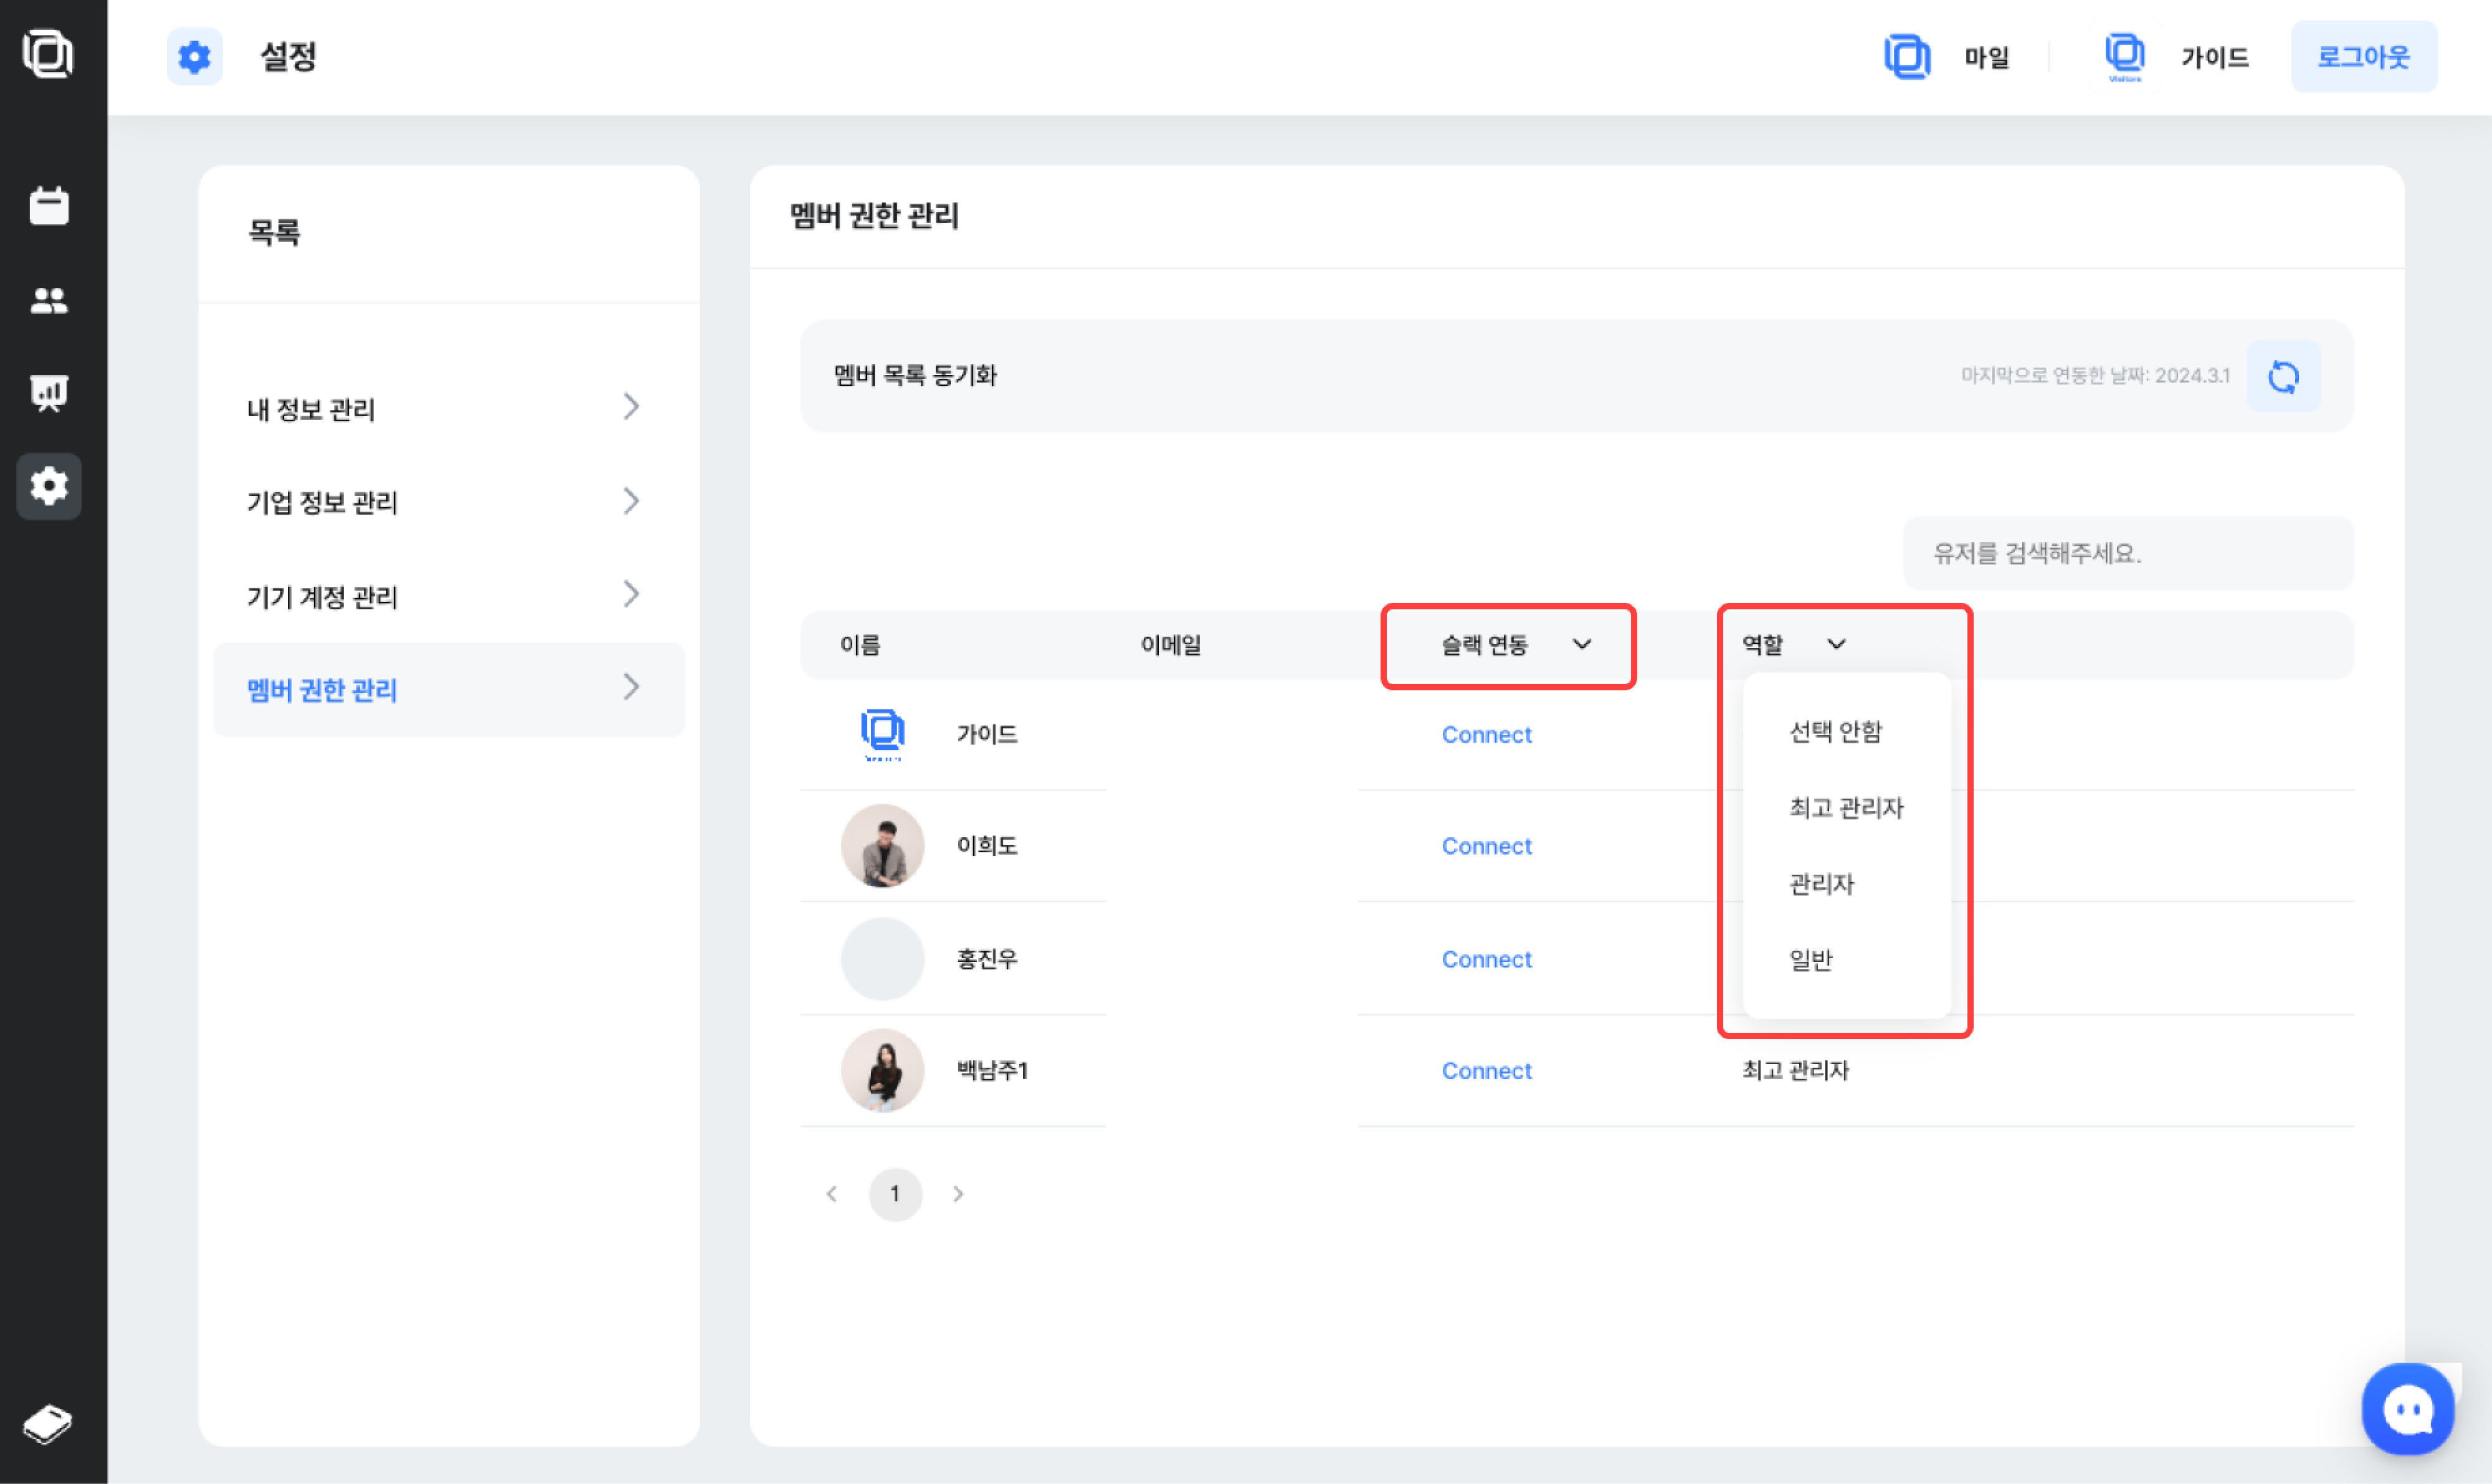 설정
마일
Visitors
가이드
로그아웃
목록
내 정보 관리
기업 정보 관리
기기 계정 관리
멤버 권한 관리
멤버 권한 관리
멤버 목록 동기화
마지막으로 연동한 날짜: 2024.3.1
유저를 검색해주세요.
이름 이메일 슬랙 연동 역할
가이드 Connect
이희도 Connect
홍진우 Connect
백남주1 Connect 최고 관리자
선택 안함
최고 관리자
관리자
일반
1